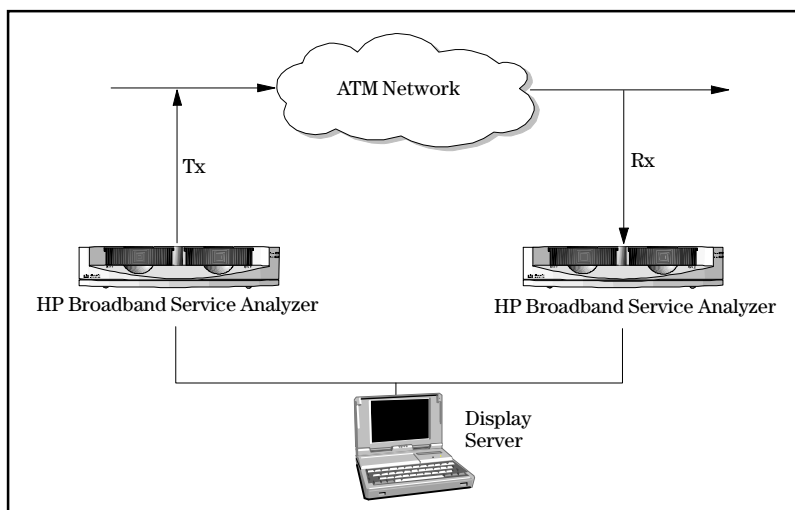 ATM Network
Tx
Rx
HP Broadband Service Analyzer
HP Broadband Service Analyzer
Display
Server